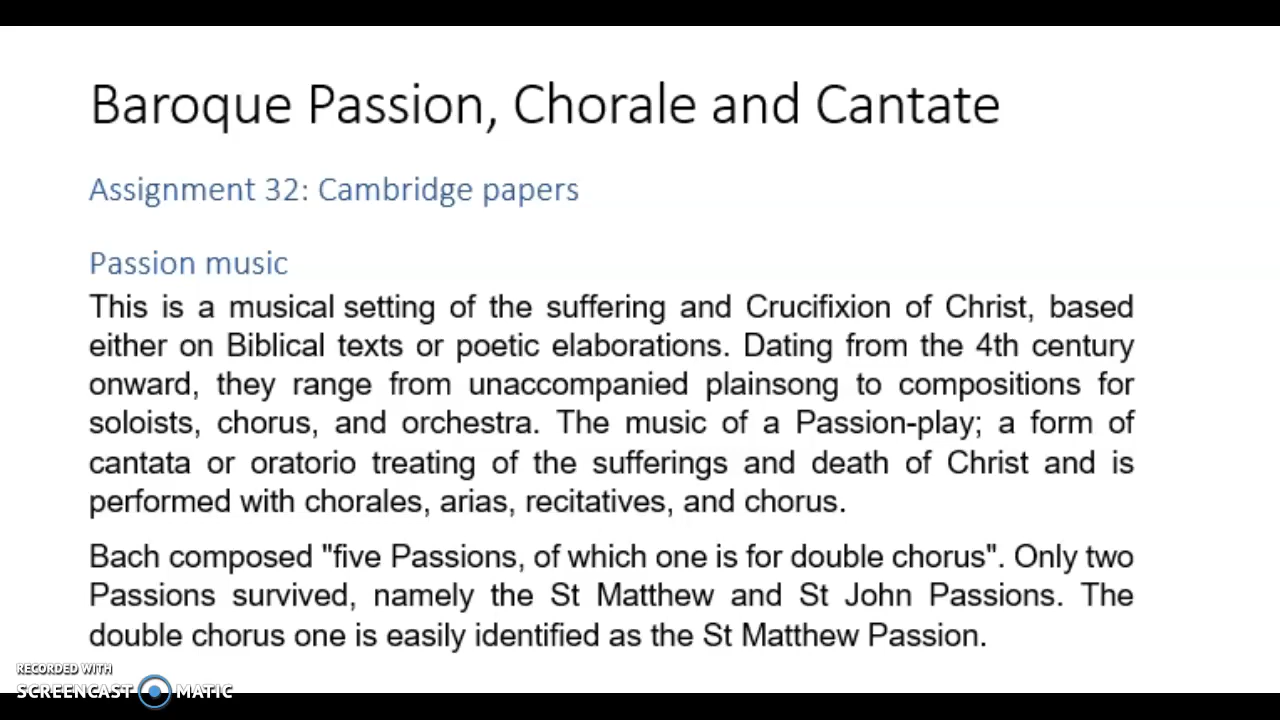 Baroque Passion, Chorale and Cantate
Assignment 32: Cambridge papers
Passion music
This is a musical setting of the suffering and Crucifixion of Christ, based
either on Biblical texts or poetic elaborations. Dating from the 4th century
onward, they range from unaccompanied plainsong to compositions for
soloists, chorus, and orchestra. The music of a Passion-play; a form of
cantata or oratorio treating of the sufferings and death of Christ and is
performed with chorales, arias, recitatives, and chorus.
Bach composed "five Passions, of which one is for double chorus". Only two
Passions survived, namely the St Matthew and St John Passions. The
double chorus one is easily identified as the St Matthew Passion.
RECORDED WITH
SCREENCAST MATIC